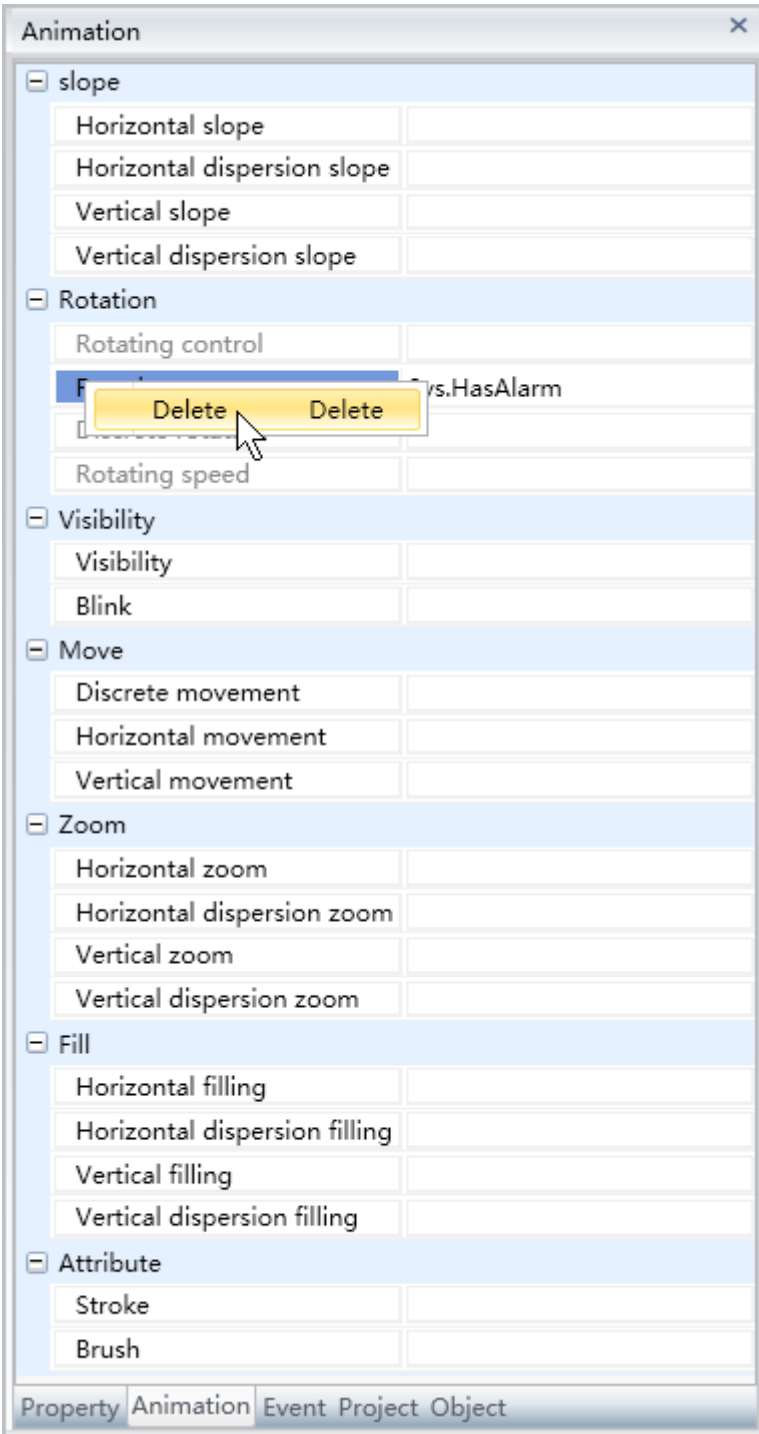 Animation
slope
Horizontal slope
Horizontal dispersion slope
Vertical slope
Vertical dispersion slope
Rotation
Rotating control
Sys.HasAlarm
Delete Delete
Rotating speed
Visibility
Visibility
Blink
Move
Discrete movement
Horizontal movement
Vertical movement
Zoom
Horizontal zoom
Horizontal dispersion zoom
Vertical zoom
Vertical dispersion zoom
Fill
Horizontal filling
Horizontal dispersion filling
Vertical filling
Vertical dispersion filling
Attribute
Stroke
Brush
Property Animation Event Project Object